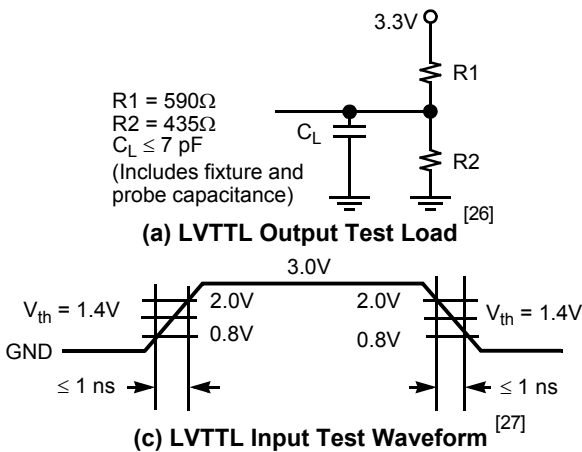 3.3V
R1
R1 = 590Ω
R2 = 435Ω
C_L ≤ 7 pF
(Includes fixture and
probe capacitance)
C_L
R2
(a) LVTTL Output Test Load [26]
3.0V
V_th = 1.4V
2.0V
0.8V
GND
≤ 1 ns
2.0V
0.8V
V_th = 1.4V
≤ 1 ns
(c) LVTTL Input Test Waveform [27]